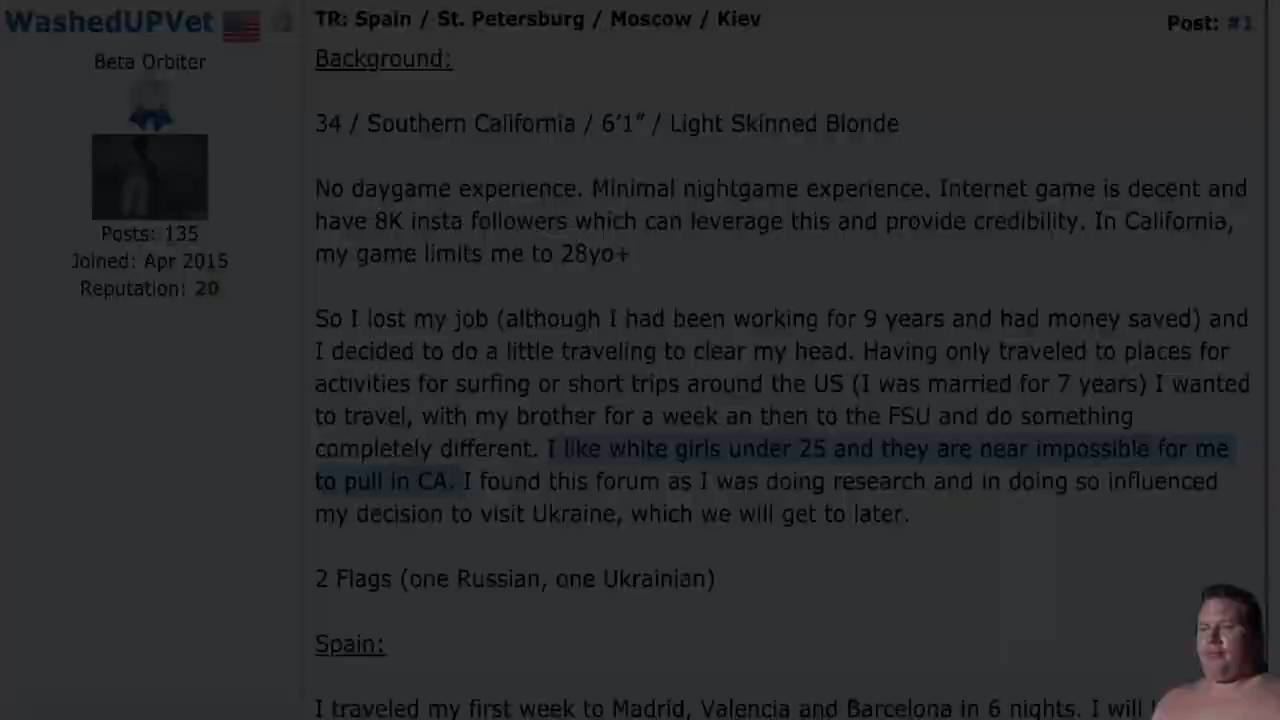 WashedUPVet
Beta Orbiter
Posts: 135
Joined: Apr 2015
Reputation: 20
TR: Spain / St. Petersburg / Moscow / Kiev
Post: #1
Background:
34 / Southern California / 6'1" / Light Skinned Blonde
No daygame experience. Minimal nightgame experience. Internet game is decent and
have 8K insta followers which can leverage this and provide credibility. In California,
my game limits me to 28yo+
So I lost my job (although I had been working for 9 years and had money saved) and
I decided to do a little traveling to clear my head. Having only traveled to places for
activities for surfing or short trips around the US (I was married for 7 years) I wanted
to travel, with my brother for a week an then to the FSU and do something
completely different. I like white girls under 25 and they are near impossible for me
to pull in CA. I found this forum as I was doing research and in doing so influenced
my decision to visit Ukraine, which we will get to later.
2 Flags (one Russian, one Ukrainian)
Spain:
I traveled my first week to Madrid, Valencia and Barcelona in 6 nights. I will